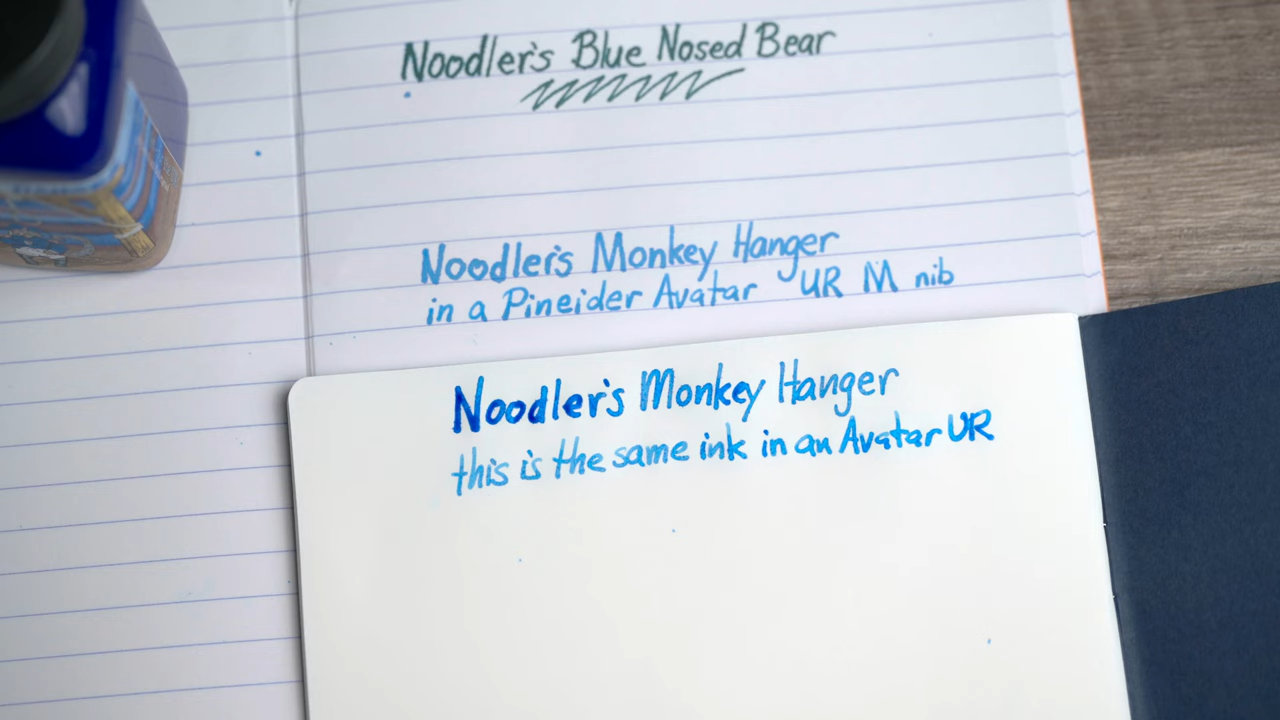 Noodler's Blue Nosed Bear
Noodler's Monkey Hanger
in a Pineider Avatar UR M nib
Noodler's Monkey Hanger
this is the same ink in an Avatar UR